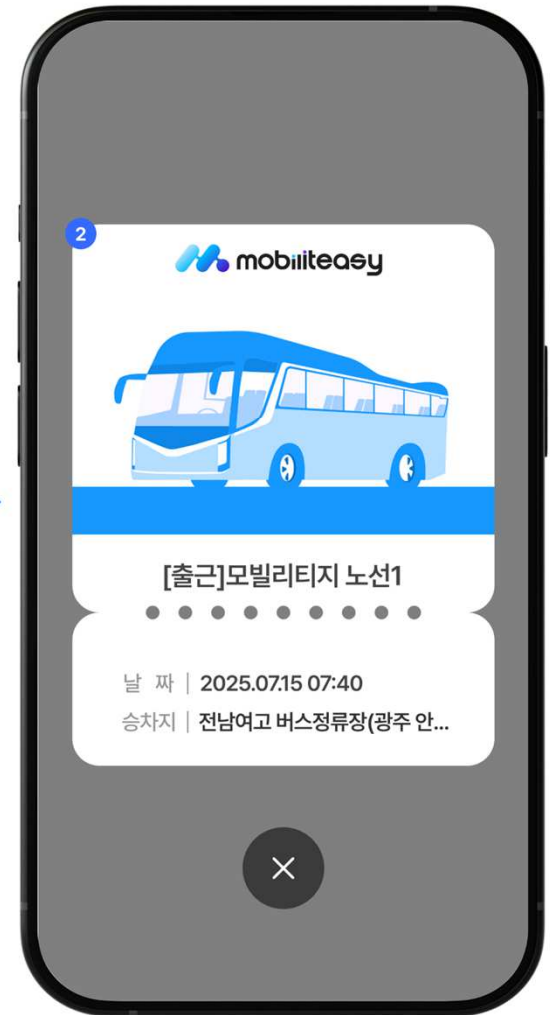 2
mobiliteasy
[출근]모빌리티지 노선1
날 짜 | 2025.07.15 07:40
승차지 | 전남여고 버스정류장(광주 안...